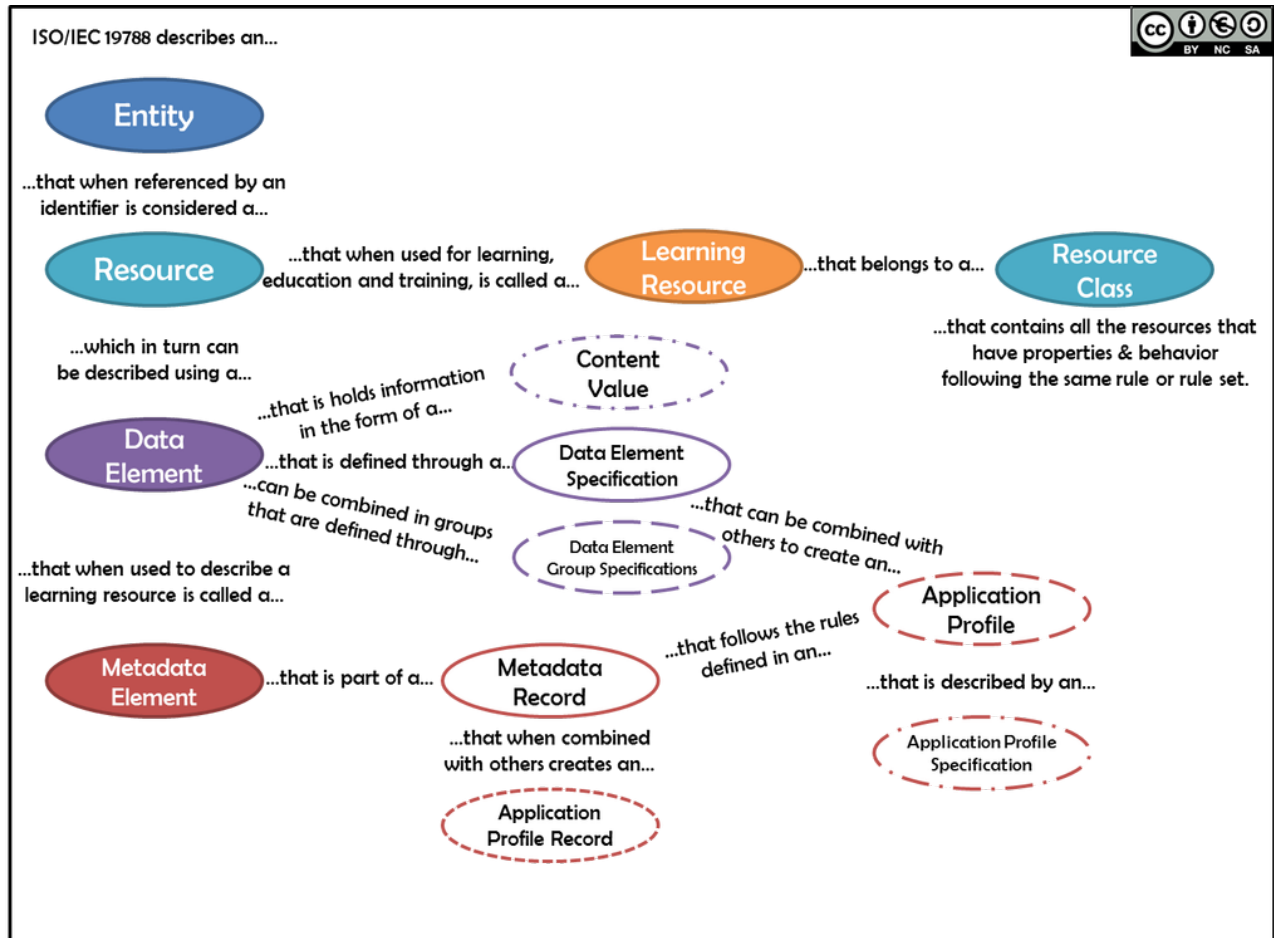 ISO/IEC 19788 describes an...
cc
BY NC SA
Entity
...that when referenced by an
identifier is considered a...
Resource
...that when used for learning,
education and training, is called a...
Learning
Resource
...that belongs to a...
Resource
Class
...that contains all the resources that
have properties & behavior
following the same rule or rule set.
...which in turn can
be described using a...
...that is holds information
in the form of a...
Content
Value
Data
Element
...that is defined through a...
Data Element
Specification
...can be combined in groups
that are defined through...
Data Element
Group Specifications
...that can be combined with
others to create an...
Application
Profile
...that when used to describe a
learning resource is called a...
Metadata
Element
...that is part of a...
Metadada
Record
...that follows the rules
defined in an...
...that is described by an...
Application Profile
Specification
...that when combined
with others creates an...
Application
Profile Record